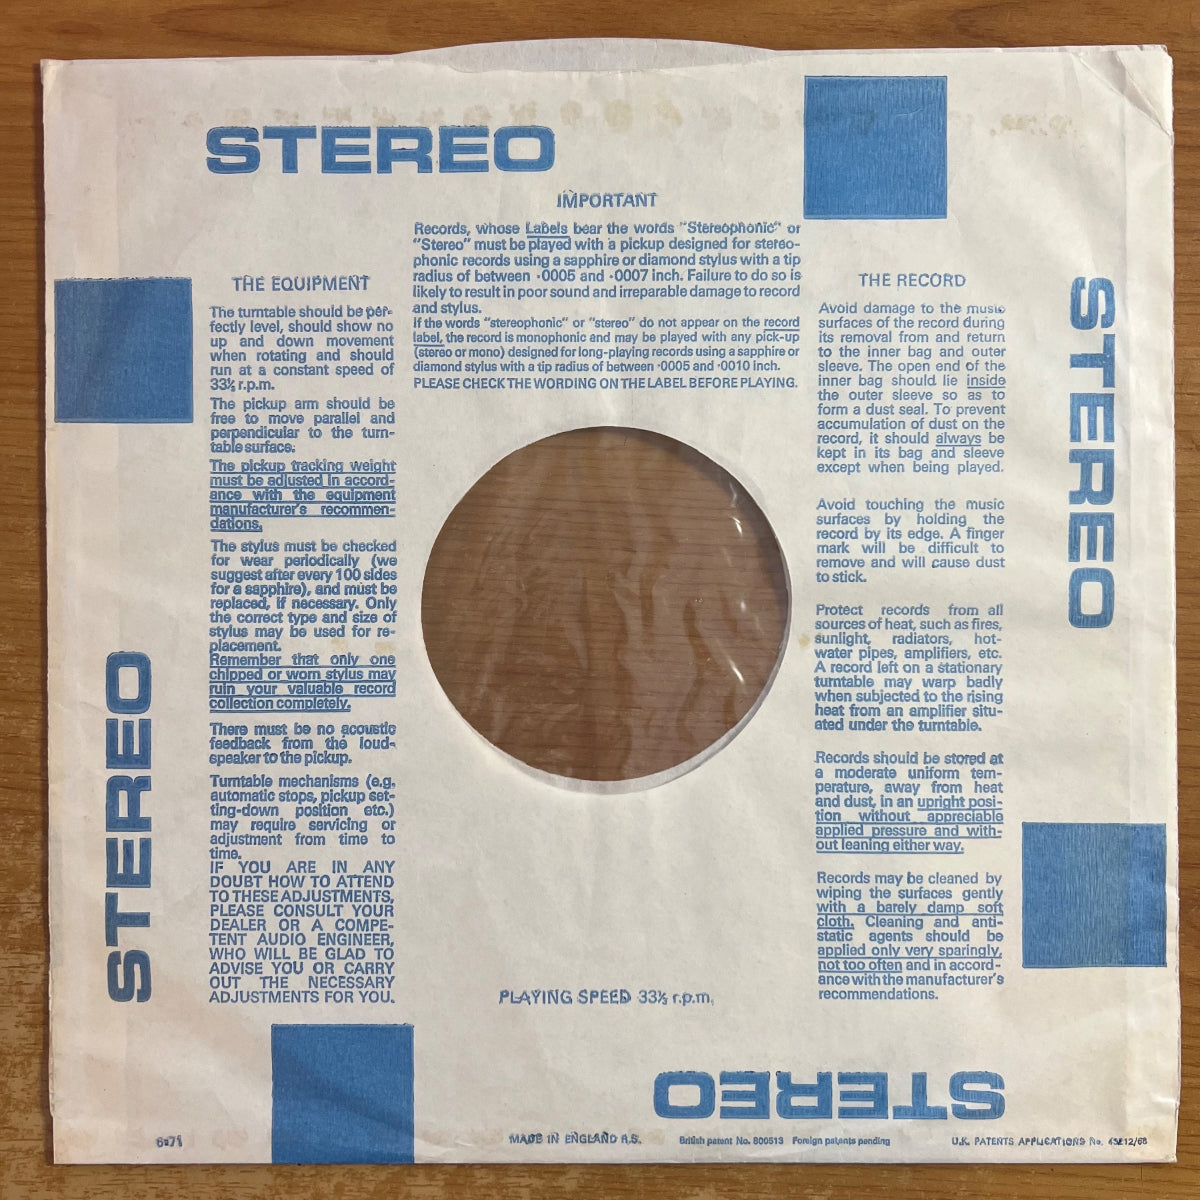 STEREO
IMPORTANT
Records, whose Labels bear the words "Stereophonic" or
"Stereo" must be played with a pickup designed for stereo-
phonic records using a sapphire or diamond stylus with a tip
radius of between ·0005 and ·0007 inch. Failure to do so is
likely to result in poor sound and irreparable damage to record
and stylus.
If the words "stereophonic" or "stereo" do not appear on the record
label, the record is monophonic and may be played with any pick-up
(stereo or mono) designed for long-playing records using a sapphire or
diamond stylus with a tip radius of between ·0005 and ·0010 inch.
PLEASE CHECK THE WORDING ON THE LABEL BEFORE PLAYING.
THE EQUIPMENT
The turntable should be per-
fectly level, should show no
up and down movement
when rotating and should
run at a constant speed of
33⅓ r.p.m.
The pickup arm should be
free to move parallel and
perpendicular to the turn-
table surface.
The pickup tracking weight
must be adjusted in accord-
ance with the equipment
manufacturer's recommen-
dations.
The stylus must be checked
for wear periodically (we
suggest after every 100 sides
for a sapphire), and must be
replaced, if necessary. Only
the correct type and size of
stylus may be used for re-
placement.
Remember that only one
chipped or worn stylus may
ruin your valuable record
collection completely.
There must be no acoustic
feedback from the loud-
speaker to the pickup.
Turntable mechanisms (e.g.
automatic stops, pickup set-
ting-down position etc.)
may require servicing or
adjustment from time to
time.
IF YOU ARE IN ANY
DOUBT HOW TO ATTEND
TO THESE ADJUSTMENTS,
PLEASE CONSULT YOUR
DEALER OR A COMPE-
TENT AUDIO ENGINEER,
WHO WILL BE GLAD TO
ADVISE YOU OR CARRY
OUT THE NECESSARY
ADJUSTMENTS FOR YOU.
THE RECORD
Avoid damage to the music
surfaces of the record during
its removal from and return
to the inner bag and outer
sleeve. The open end of the
inner bag should lie inside
the outer sleeve so as to
form a dust seal. To prevent
accumulation of dust on the
record, it should always be
kept in its bag and sleeve
except when being played.
Avoid touching the music
surfaces by holding the
record by its edge. A finger
mark will be difficult to
remove and will cause dust
to stick.
Protect records from all
sources of heat, such as fires,
sunlight, radiators, hot-
water pipes, amplifiers, etc.
A record left on a stationary
turntable may warp badly
when subjected to the rising
heat from an amplifier situ-
ated under the turntable.
Records should be stored at
a moderate uniform tem-
perature, away from heat
and dust, in an upright posi-
tion without appreciable
applied pressure and with-
out leaning either way.
Records may be cleaned by
wiping the surfaces gently
with a barely damp soft
cloth. Cleaning and anti-
static agents should be
applied only very sparingly,
not too often and in accord-
ance with the manufacturer's
recommendations.
STEREO
STEREO
PLAYING SPEED 33⅓ r.p.m.
STEREO
6·71
MADE IN ENGLAND R.S.
British patent No. 800513 Foreign patents pending
U.K. PATENTS APPLICATIONS No.